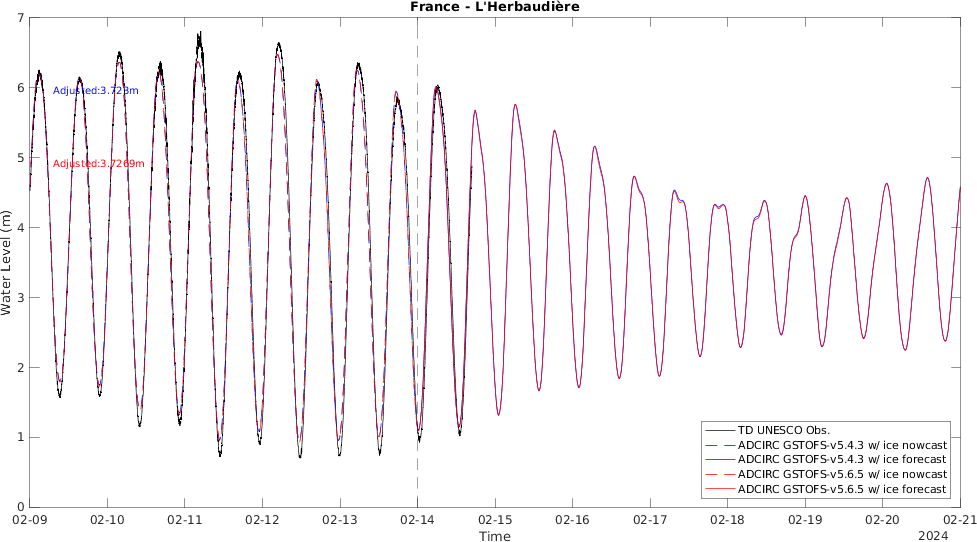 France - L'Herbaudière
7
6
5
4
3
2
1
0
Water Level (m)
Adjusted:3.723m
Adjusted:3.7269m
TD UNESCO Obs.
ADCIRC GSTOFS-v5.4.3 w/ ice nowcast
ADCIRC GSTOFS-v5.4.3 w/ ice forecast
ADCIRC GSTOFS-v5.6.5 w/ ice nowcast
ADCIRC GSTOFS-v5.6.5 w/ ice forecast
02-09 02-10 02-11 02-12 02-13 02-14 02-15 02-16 02-17 02-18 02-19 02-20 02-21
Time
2024